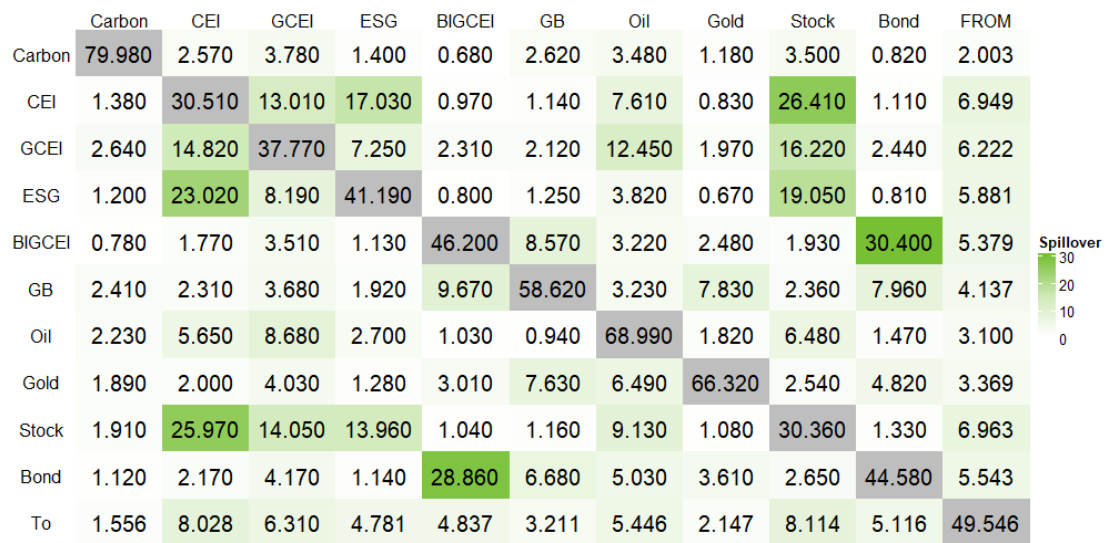 Carbon CEI GCEI ESG BIGCEI GB Oil Gold Stock Bond FROM
Carbon 79.980 2.570 3.780 1.400 0.680 2.620 3.480 1.180 3.500 0.820 2.003
CEI 1.380 30.510 13.010 17.030 0.970 1.140 7.610 0.830 26.410 1.110 6.949
GCEI 2.640 14.820 37.770 7.250 2.310 2.120 12.450 1.970 16.220 2.440 6.222
ESG 1.200 23.020 8.190 41.190 0.800 1.250 3.820 0.670 19.050 0.810 5.881
BIGCEI 0.780 1.770 3.510 1.130 46.200 8.570 3.220 2.480 1.930 30.400 5.379
GB 2.410 2.310 3.680 1.920 9.670 58.620 3.230 7.830 2.360 7.960 4.137
Oil 2.230 5.650 8.680 2.700 1.030 0.940 68.990 1.820 6.480 1.470 3.100
Gold 1.890 2.000 4.030 1.280 3.010 7.630 6.490 66.320 2.540 4.820 3.369
Stock 1.910 25.970 14.050 13.960 1.040 1.160 9.130 1.080 30.360 1.330 6.963
Bond 1.120 2.170 4.170 1.140 28.860 6.680 5.030 3.610 2.650 44.580 5.543
To 1.556 8.028 6.310 4.781 4.837 3.211 5.446 2.147 8.114 5.116 49.546
Spillover
30
20
10
0